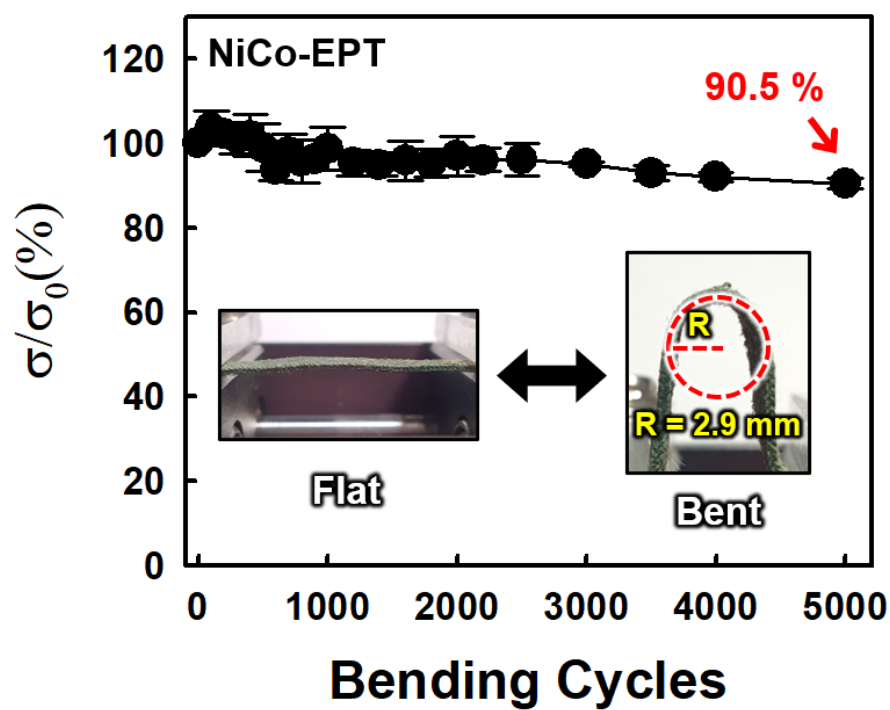 NiCo-EPT
90.5 %
σ/σ0(%)
120
100
80
60
40
20
0
R
R = 2.9 mm
Flat
Bent
0 1000 2000 3000 4000 5000
Bending Cycles